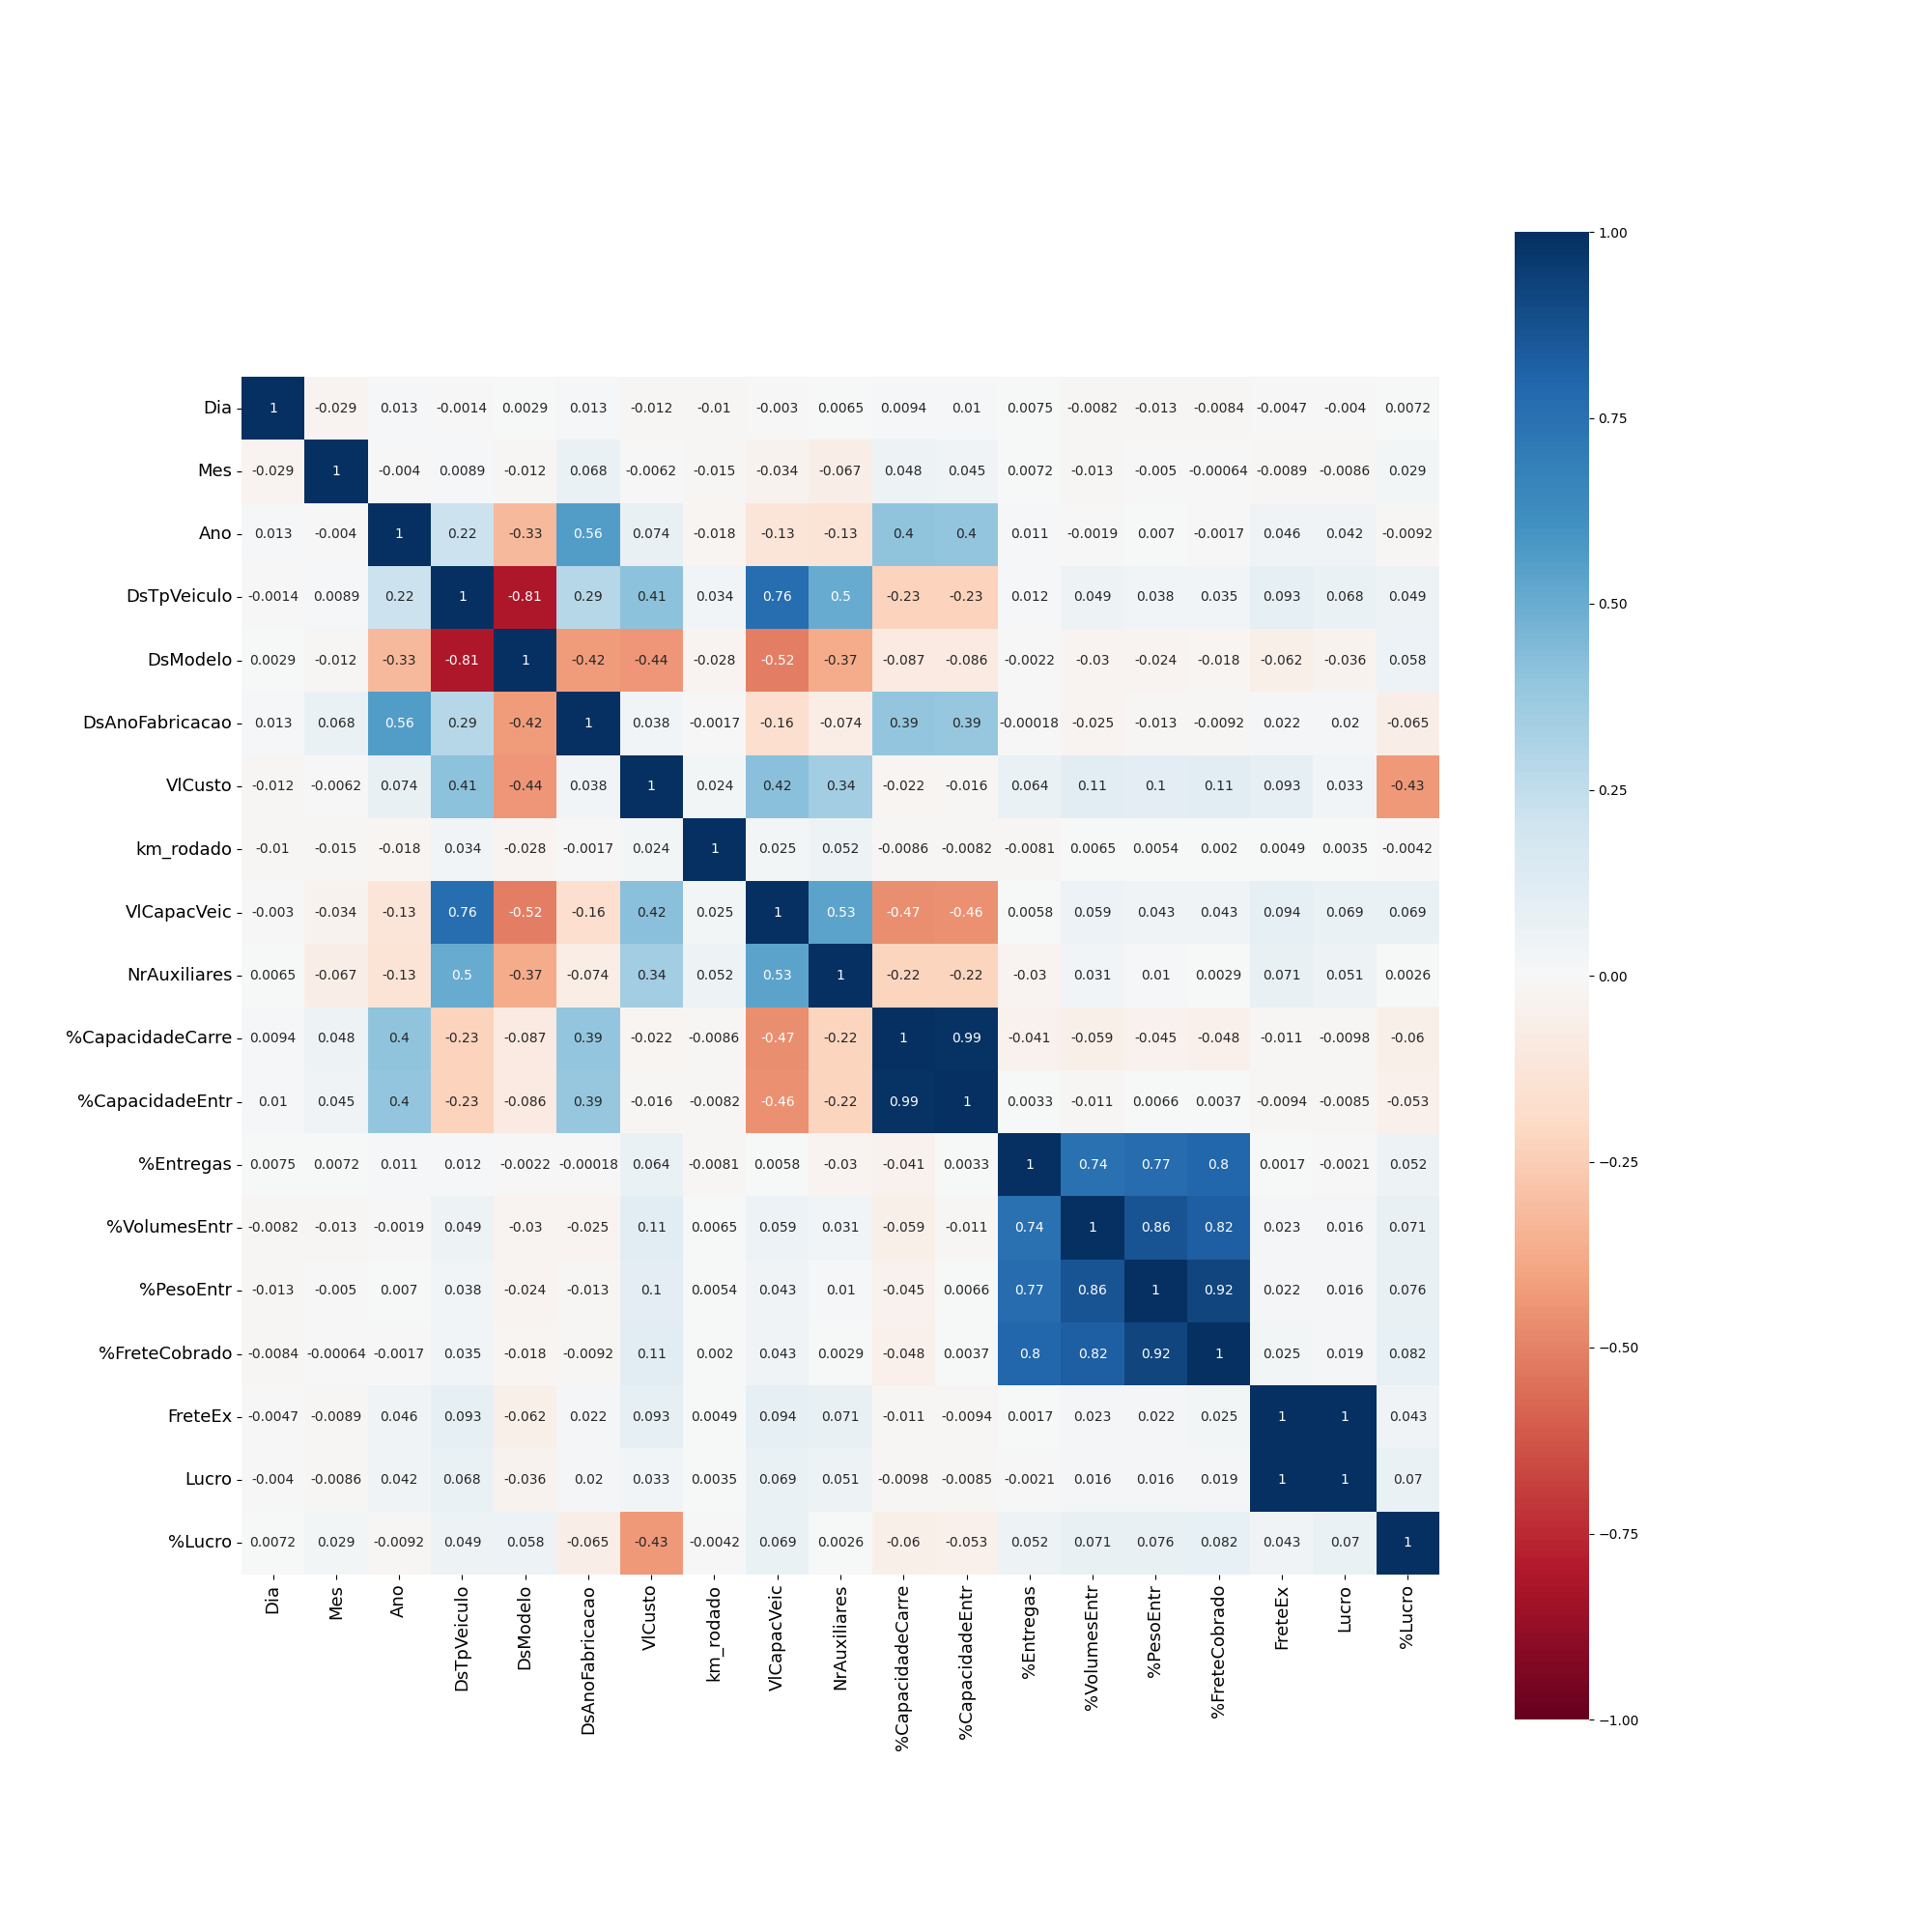 1.00
0.75
0.50
0.25
0.00
−0.25
−0.50
−0.75
−1.00
Dia 1 -0.029 0.013 -0.0014 0.0029 0.013 -0.012 -0.01 -0.003 0.0065 0.0094 0.01 0.0075 -0.0082 -0.013 -0.0084 -0.0047 -0.004 0.0072
Mes -0.029 1 -0.004 0.0089 -0.012 0.068 -0.0062 -0.015 -0.034 -0.067 0.048 0.045 0.0072 -0.013 -0.005 -0.00064 -0.0089 -0.0086 0.029
Ano 0.013 -0.004 1 0.22 -0.33 0.56 0.074 -0.018 -0.13 -0.13 0.4 0.4 0.011 -0.0019 0.007 -0.0017 0.046 0.042 -0.0092
DsTpVeiculo -0.0014 0.0089 0.22 1 -0.81 0.29 0.41 0.034 0.76 0.5 -0.23 -0.23 0.012 0.049 0.038 0.035 0.093 0.068 0.049
DsModelo 0.0029 -0.012 -0.33 -0.81 1 -0.42 -0.44 -0.028 -0.52 -0.37 -0.087 -0.086 -0.0022 -0.03 -0.024 -0.018 -0.062 -0.036 0.058
DsAnoFabricacao 0.013 0.068 0.56 0.29 -0.42 1 0.038 -0.0017 -0.16 -0.074 0.39 0.39 -0.00018 -0.025 -0.013 -0.0092 0.022 0.02 -0.065
VlCusto -0.012 -0.0062 0.074 0.41 -0.44 0.038 1 0.024 0.42 0.34 -0.022 -0.016 0.064 0.11 0.1 0.11 0.093 0.033 -0.43
km_rodado -0.01 -0.015 -0.018 0.034 -0.028 -0.0017 0.024 1 0.025 0.052 -0.0086 -0.0082 -0.0081 0.0065 0.0054 0.002 0.0049 0.0035 -0.0042
VlCapacVeic -0.003 -0.034 -0.13 0.76 -0.52 -0.16 0.42 0.025 1 0.53 -0.47 -0.46 0.0058 0.059 0.043 0.043 0.094 0.069 0.069
NrAuxiliares 0.0065 -0.067 -0.13 0.5 -0.37 -0.074 0.34 0.052 0.53 1 -0.22 -0.22 -0.03 0.031 0.01 0.0029 0.071 0.051 0.0026
%CapacidadeCarre 0.0094 0.048 0.4 -0.23 -0.087 0.39 -0.022 -0.0086 -0.47 -0.22 1 0.99 -0.041 -0.059 -0.045 -0.048 -0.011 -0.0098 -0.06
%CapacidadeEntr 0.01 0.045 0.4 -0.23 -0.086 0.39 -0.016 -0.0082 -0.46 -0.22 0.99 1 0.0033 -0.011 0.0066 0.0037 -0.0094 -0.0085 -0.053
%Entregas 0.0075 0.0072 0.011 0.012 -0.0022 -0.00018 0.064 -0.0081 0.0058 -0.03 -0.041 0.0033 1 0.74 0.77 0.8 0.0017 -0.0021 0.052
%VolumesEntr -0.0082 -0.013 -0.0019 0.049 -0.03 -0.025 0.11 0.0065 0.059 0.031 -0.059 -0.011 0.74 1 0.86 0.82 0.023 0.016 0.071
%PesoEntr -0.013 -0.005 0.007 0.038 -0.024 -0.013 0.1 0.0054 0.043 0.01 -0.045 0.0066 0.77 0.86 1 0.92 0.022 0.016 0.076
%FreteCobrado -0.0084 -0.00064 -0.0017 0.035 -0.018 -0.0092 0.11 0.002 0.043 0.0029 -0.048 0.0037 0.8 0.82 0.92 1 0.025 0.019 0.082
FreteEx -0.0047 -0.0089 0.046 0.093 -0.062 0.022 0.093 0.0049 0.094 0.071 -0.011 -0.0094 0.0017 0.023 0.022 0.025 1 1 0.043
Lucro -0.004 -0.0086 0.042 0.068 -0.036 0.02 0.033 0.0035 0.069 0.051 -0.0098 -0.0085 -0.0021 0.016 0.016 0.019 1 1 0.07
%Lucro 0.0072 0.029 -0.0092 0.049 0.058 -0.065 -0.43 -0.0042 0.069 0.0026 -0.06 -0.053 0.052 0.071 0.076 0.082 0.043 0.07 1
Dia
Mes
Ano
DsTpVeiculo
DsModelo
DsAnoFabricacao
VlCusto
km_rodado
VlCapacVeic
NrAuxiliares
%CapacidadeCarre
%CapacidadeEntr
%Entregas
%VolumesEntr
%PesoEntr
%FreteCobrado
FreteEx
Lucro
%Lucro